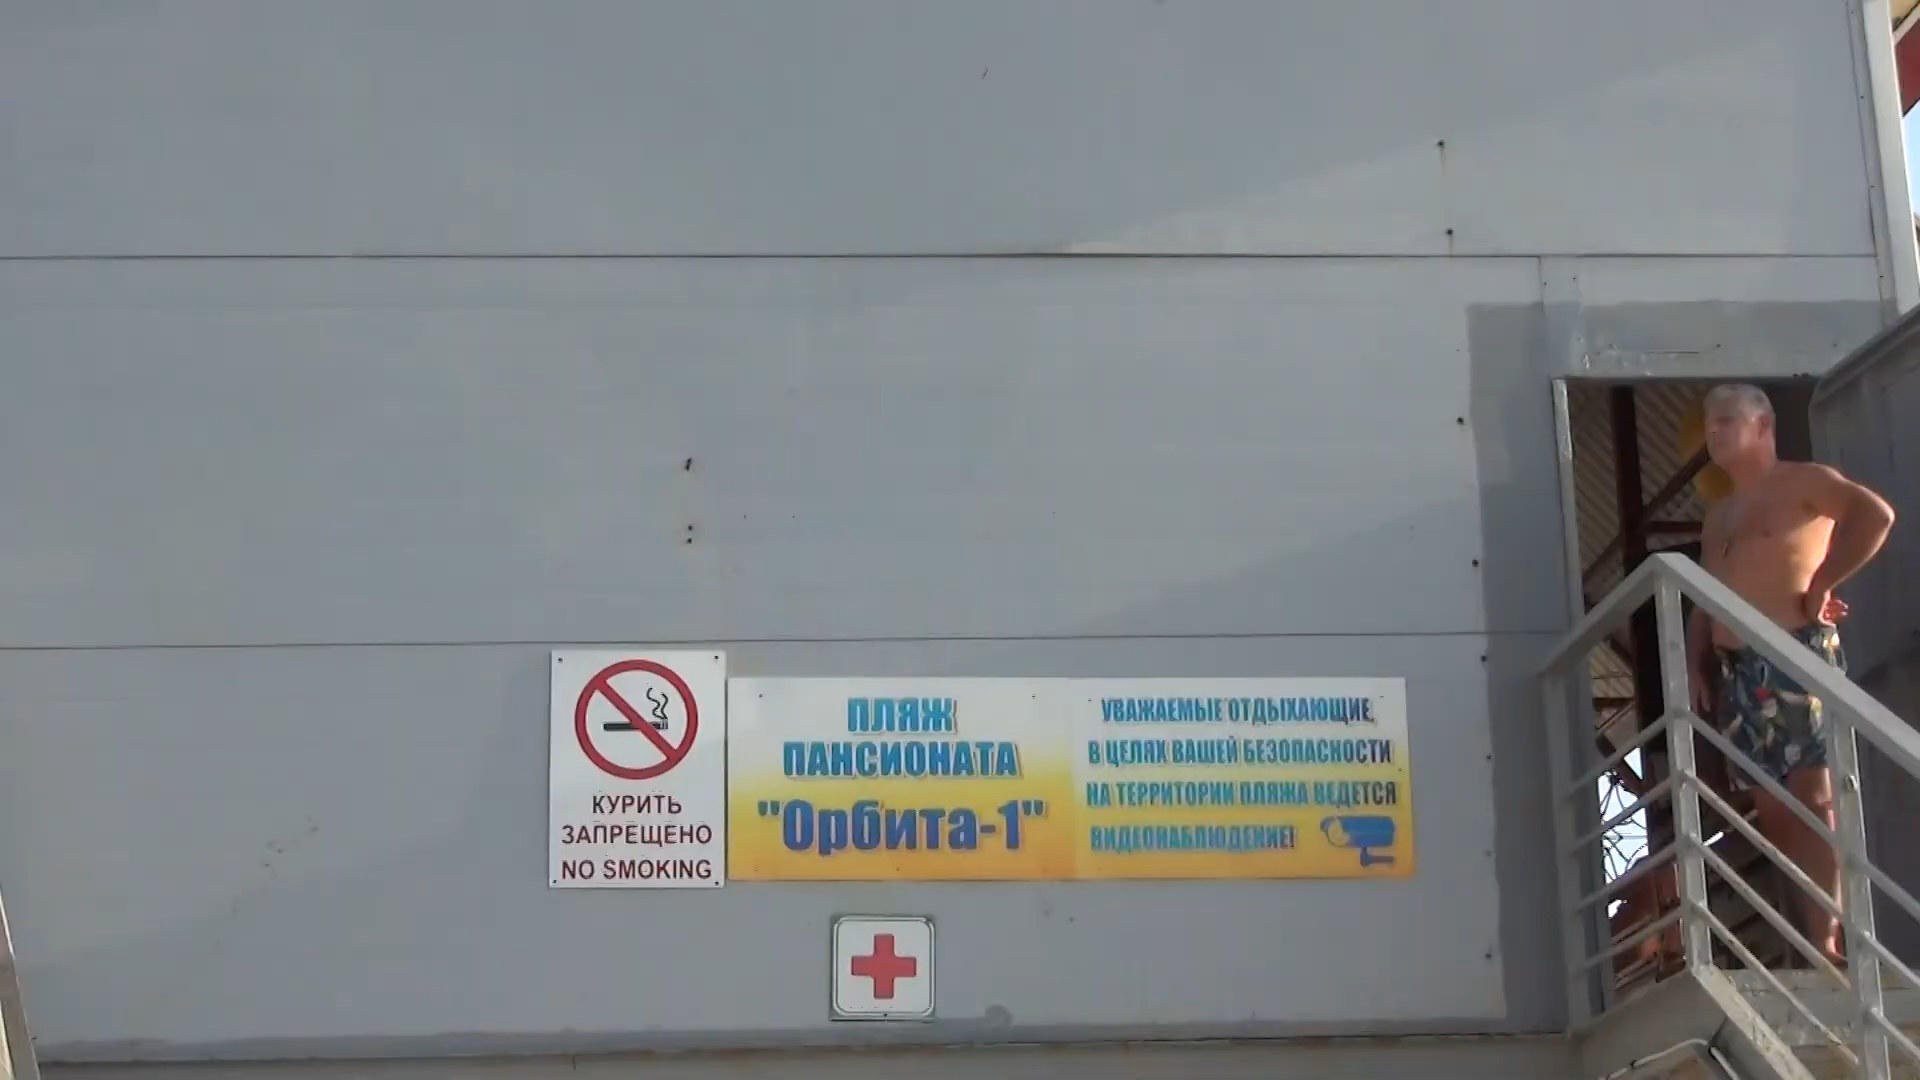 КУРИТЬ
ЗАПРЕЩЕНО
NO SMOKING
ПЛЯЖ
ПАНСИОНАТА
"Орбита-1"
УВАЖАЕМЫЕ ОТДЫХАЮЩИЕ,
В ЦЕЛЯХ ВАШЕЙ БЕЗОПАСНОСТИ
НА ТЕРРИТОРИИ ПЛЯЖА ВЕДЕТСЯ
ВИДЕОНАБЛЮДЕНИЕ!